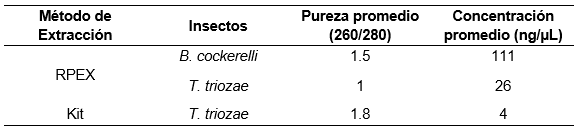 Método de Extracción Insectos Pureza promedio (260/280) Concentración promedio (ng/µL)
RPEX B. cockerelli 1.5 111
T. triozae 1 26
Kit T. triozae 1.8 4